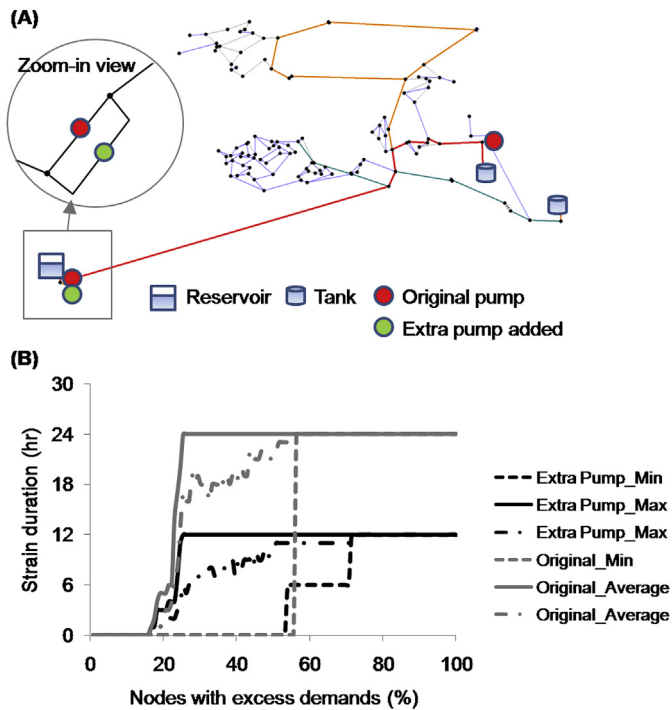 (A)
Zoom-in view
Reservoir
Tank
Original pump
Extra pump added
(B)
30
24
18
12
6
0
Strain duration (hr)
0 20 40 60 80 100
Nodes with excess demands (%)
Extra Pump_Min
Extra Pump_Max
Extra Pump_Max
Original_Min
Original_Average
Original_Average